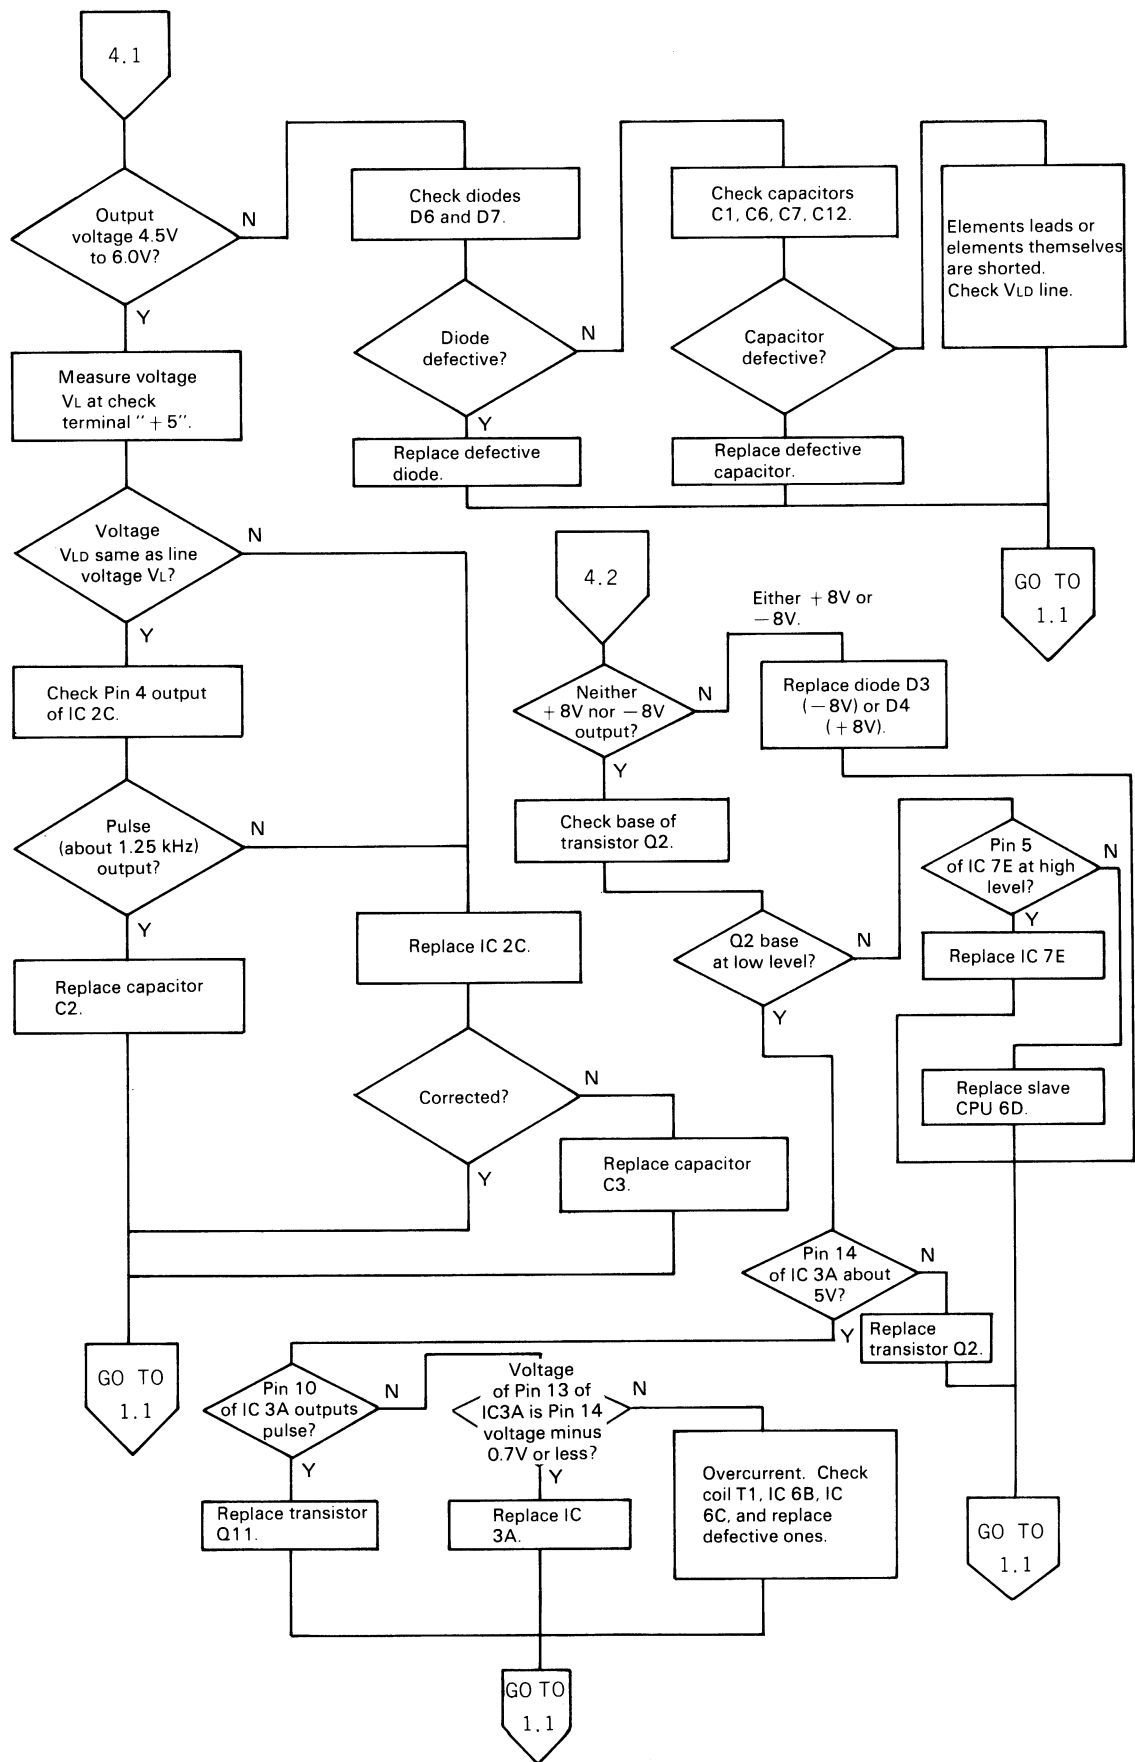 4.1
Output
voltage 4.5V
to 6.0V?
N
Y
Check diodes
D6 and D7.
Check capacitors
C1, C6, C7, C12.
Elements leads or
elements themselves
are shorted.
Check VLD line.
Diode
defective?
N
Y
Capacitor
defective?
Replace defective
diode.
Replace defective
capacitor.
GO TO
1.1
Measure voltage
VL at check
terminal "+5".
Voltage
VLD same as line
voltage VL?
N
Y
Check Pin 4 output
of IC 2C.
Pulse
(about 1.25 kHz)
output?
N
Y
Replace capacitor
C2.
Replace IC 2C.
Corrected?
N
Y
Replace capacitor
C3.
GO TO
1.1
4.2
Neither
+8V nor −8V
output?
N
Y
Either +8V or
−8V.
Replace diode D3
(−8V) or D4
(+8V).
Check base of
transistor Q2.
Q2 base
at low level?
N
Y
Pin 5
of IC 7E at high
level?
N
Y
Replace IC 7E
Replace slave
CPU 6D.
Pin 14
of IC 3A about
5V?
N
Y
Replace
transistor Q2.
GO TO
1.1
Pin 10
of IC 3A outputs
pulse?
N
Y
Replace transistor
Q11.
Voltage
of Pin 13 of
IC3A is Pin 14
voltage minus
0.7V or less?
N
Y
Replace IC
3A.
Overcurrent. Check
coil T1, IC 6B, IC
6C, and replace
defective ones.
GO TO
1.1